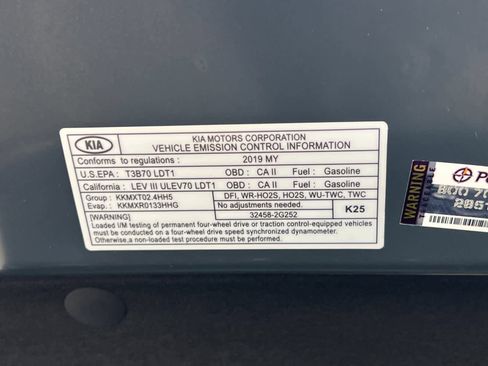 KIA
KIA MOTORS CORPORATION
VEHICLE EMISSION CONTROL INFORMATION
Conforms to regulations : 2019 MY
U.S.EPA : T3B70 LDT1 OBD : CA II Fuel : Gasoline
California : LEV III ULEV70 LDT1 OBD : CA II Fuel : Gasoline
Group : KKMXT02.4HH5 DFI, WR-HO2S, HO2S, WU-TWC, TWC
Evap : KKMXR0133HHG
No adjustments needed. 32458-2G252 K25
WARNING:
Loaded I/M testing of permanent four-wheel drive or traction control-equipped vehicles
must be conducted on a four-wheel drive speed synchronized dynamometer.
Otherwise,a non-loaded test procedure must be conducted.
WARNING